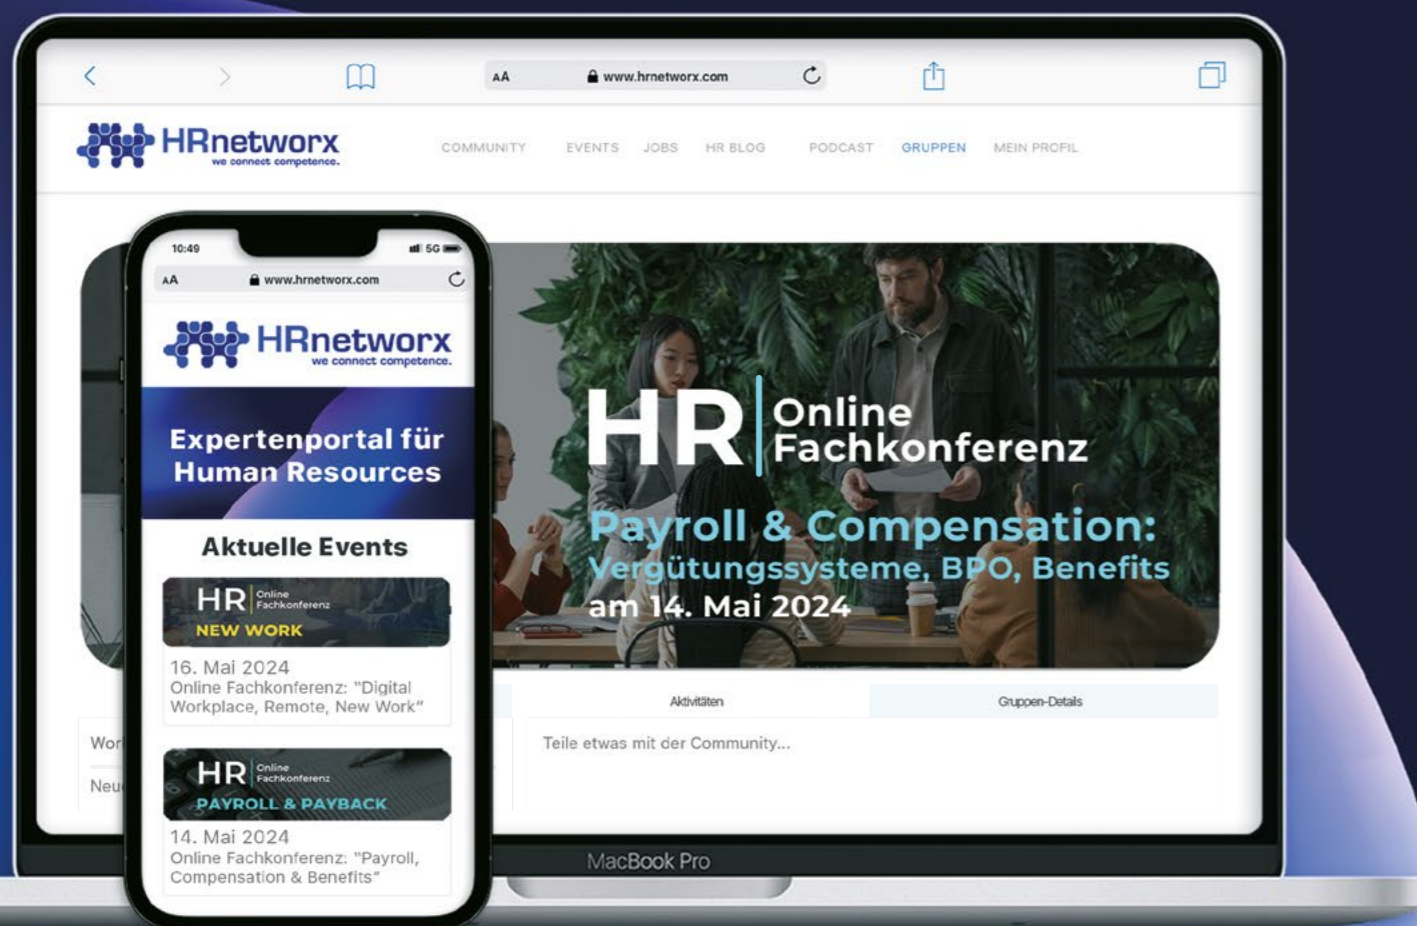 AA
www.hrnetworx.com
HRnetworx
we connect competence.
COMMUNITY EVENTS JOBS HR BLOG PODCAST GRUPPEN MEIN PROFIL
HR Online
Fachkonferenz
Payroll & Compensation:
Vergütungssysteme, BPO, Benefits
am 14. Mai 2024
Aktivitäten
Gruppen-Details
Teile etwas mit der Community...
MacBook Pro
10:49
5G
AA
www.hrnetworx.com
HRnetworx
we connect competence.
Expertenportal für
Human Resources
Aktuelle Events
HR Online
Fachkonferenz
NEW WORK
16. Mai 2024
Online Fachkonferenz: "Digital
Workplace, Remote, New Work"
HR Online
Fachkonferenz
PAYROLL & PAYBACK
14. Mai 2024
Online Fachkonferenz: "Payroll,
Compensation & Benefits"